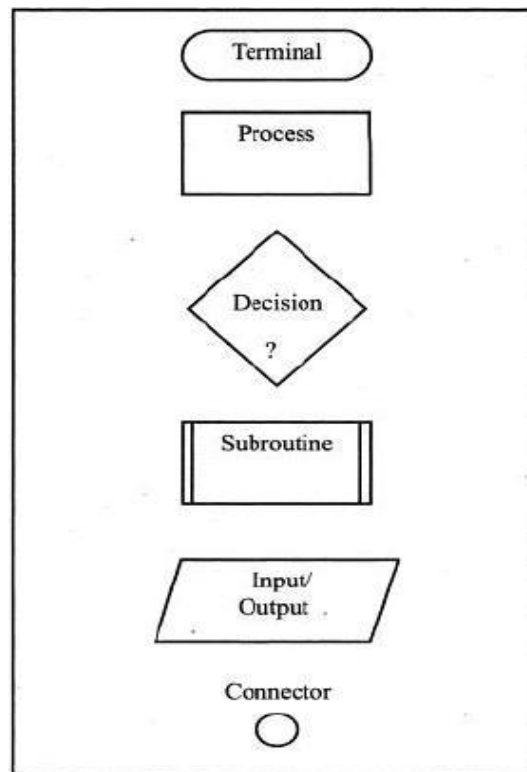 Terminal
Process
Decision
?
Subroutine
Input/
Output
Connector